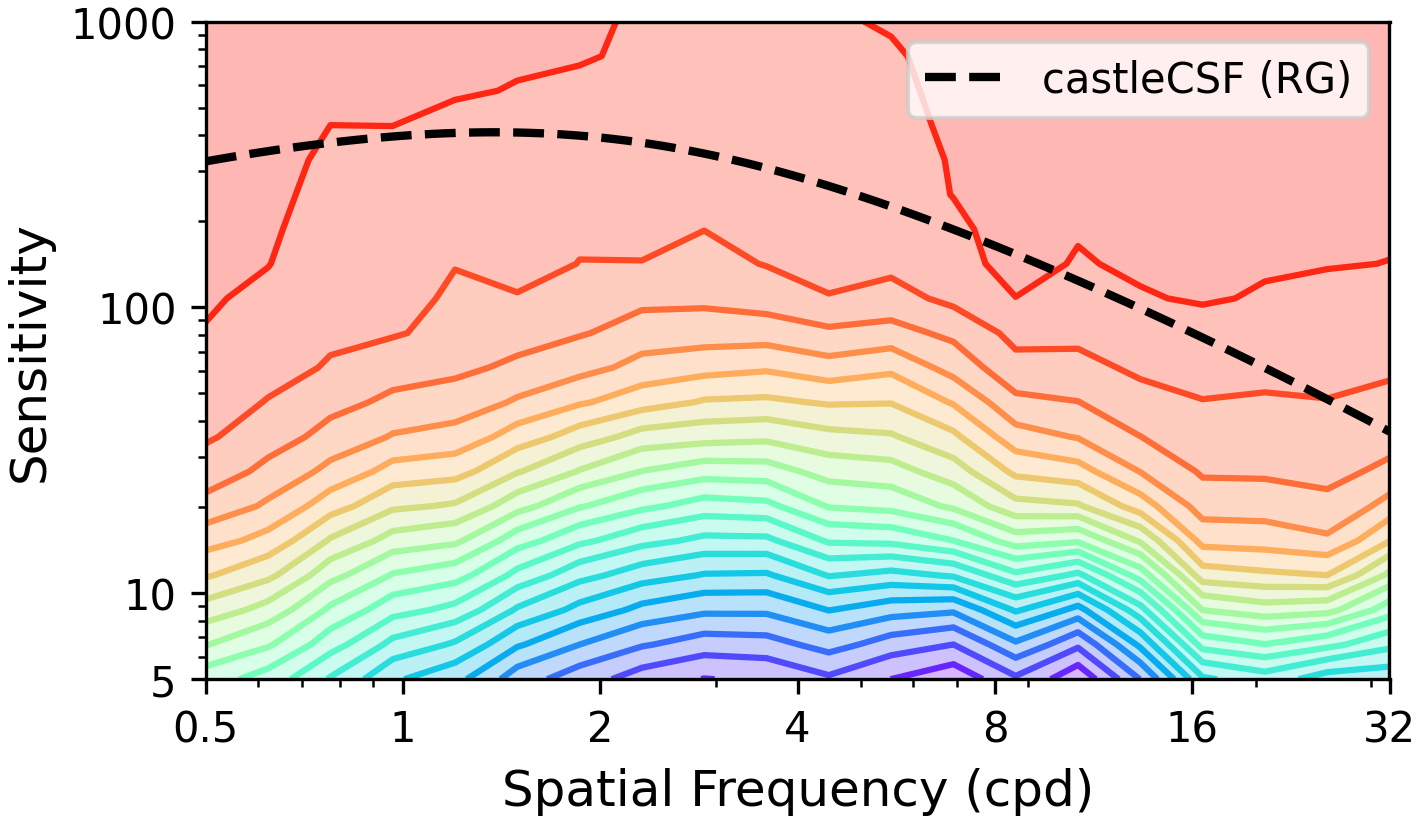 1000
castleCSF (RG)
Sensitivity
100
10
5
0.5 1 2 4 8 16 32
Spatial Frequency (cpd)